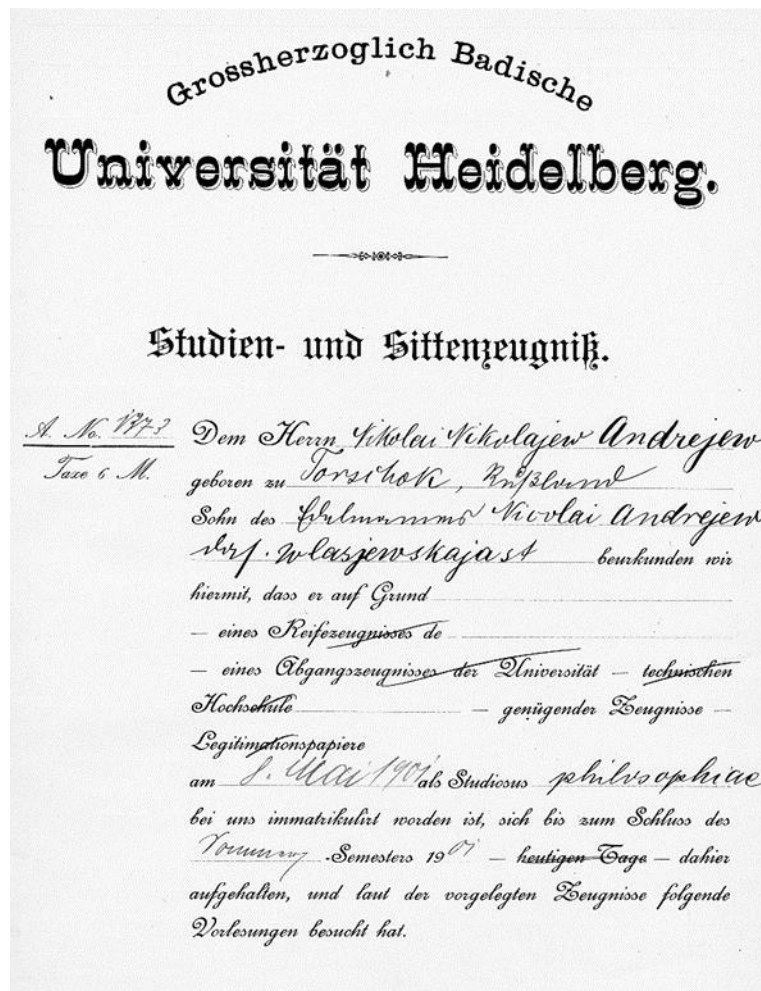 Grossherzoglich Badische
Universität Heidelberg.
Studien- und Sittenzeugniß.
A. No. 1373
Taxe 6 M.
Dem Herrn Nikolai Nikolajew Andrejew
geboren zu Torschok, Rußland
Sohn des Edelmanns Nicolai Andrejew
beurkunden wir
hiermit, dass er auf Grund
— eines Reifezeugnisses de
— eines Abgangszeugnisses der Universität — technischen
Hochschule — genügender Zeugnisse —
Legitimationspapiere
am 8. Mai 1901 als Studiosus philosophiae
bei uns immatrikulirt worden ist, sich bis zum Schluss des
Sommer-Semesters 1901 — heutigen Tage — dahier
aufgehalten, und laut der vorgelegten Zeugnisse folgende
Vorlesungen besucht hat.